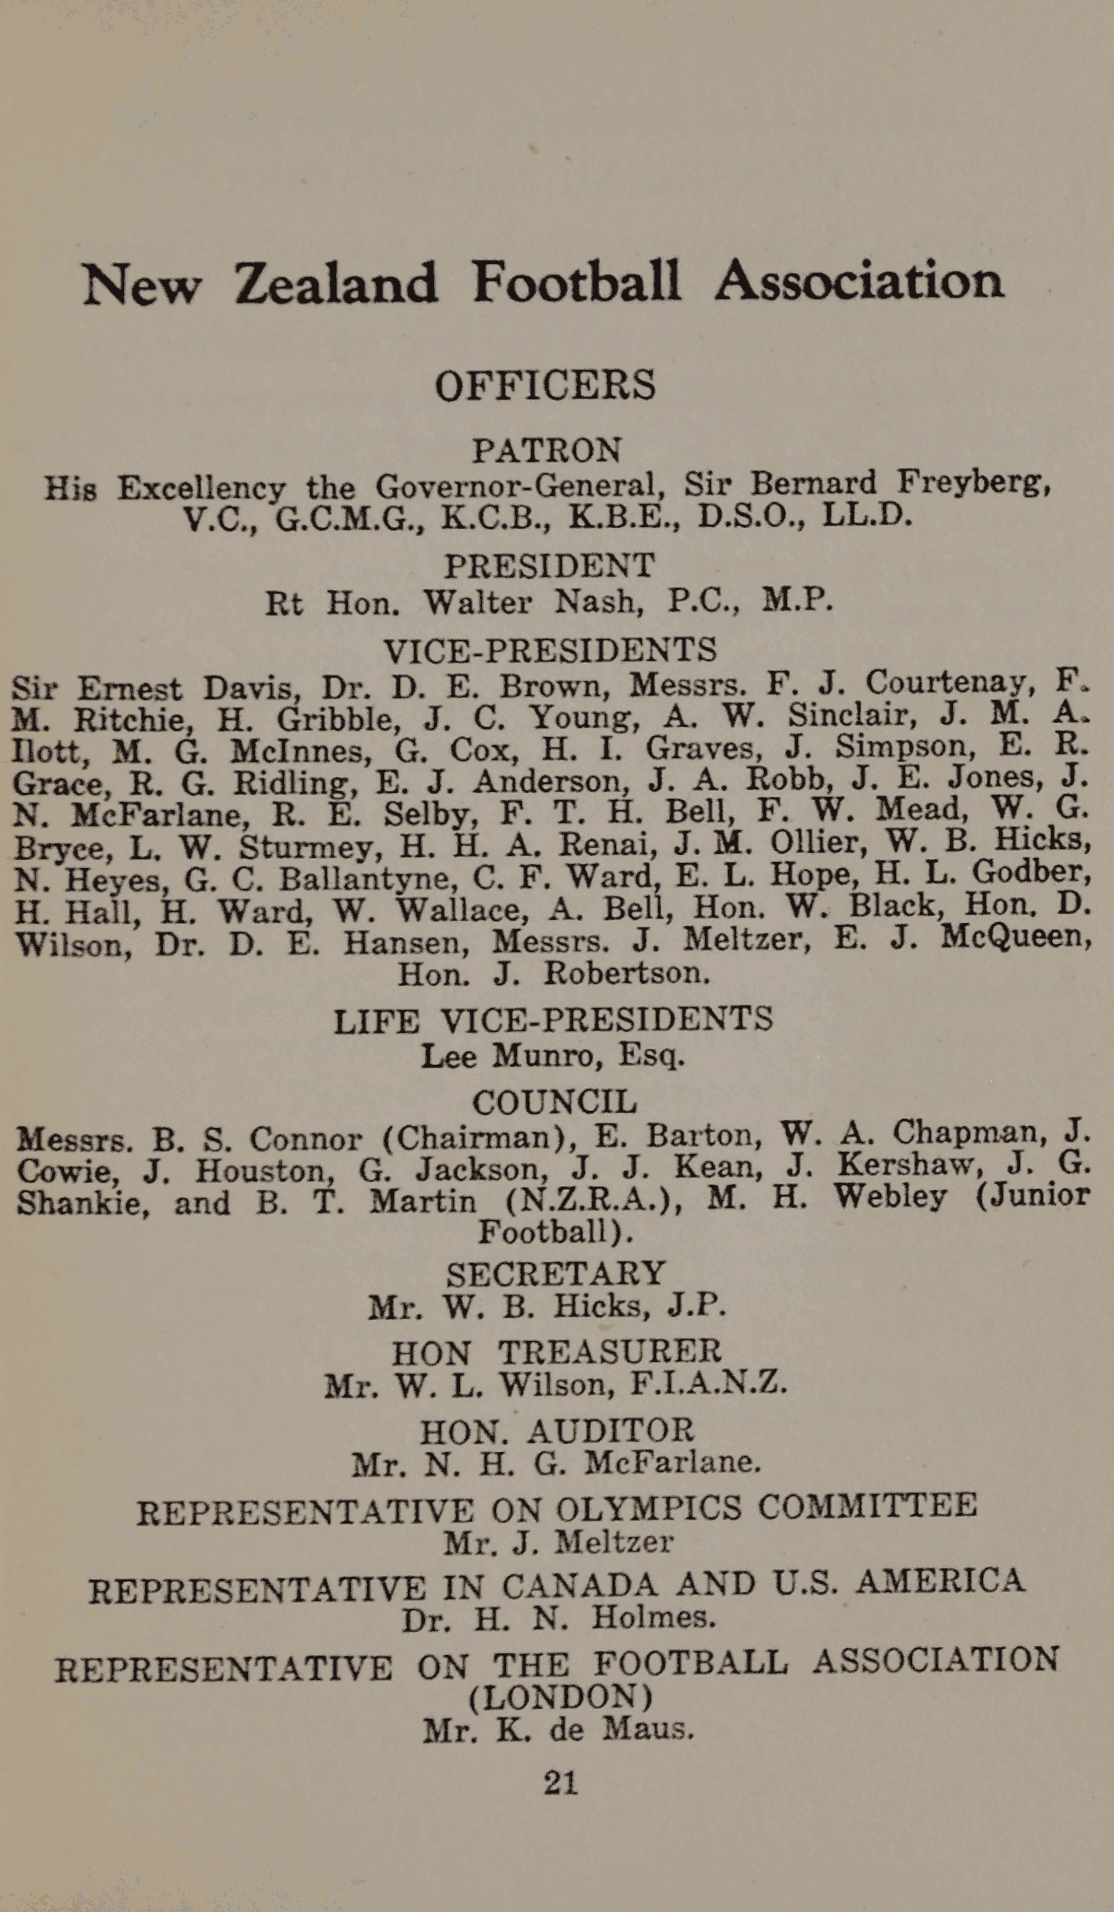 New Zealand Football Association
OFFICERS
PATRON
His Excellency the Governor-General, Sir Bernard Freyberg,
V.C., G.C.M.G., K.C.B., K.B.E., D.S.O., LL.D.
PRESIDENT
Rt Hon. Walter Nash, P.C., M.P.
VICE-PRESIDENTS
Sir Ernest Davis, Dr. D. E. Brown, Messrs. F. J. Courtenay, F.
M. Ritchie, H. Gribble, J. C. Young, A. W. Sinclair, J. M. A.
Ilott, M. G. McInnes, G. Cox, H. I. Graves, J. Simpson, E. R.
Grace, R. G. Ridling, E. J. Anderson, J. A. Robb, J. E. Jones, J.
N. McFarlane, R. E. Selby, F. T. H. Bell, F. W. Mead, W. G.
Bryce, L. W. Sturmey, H. H. A. Renai, J. M. Ollier, W. B. Hicks,
N. Heyes, G. C. Ballantyne, C. F. Ward, E. L. Hope, H. L. Godber,
H. Hall, H. Ward, W. Wallace, A. Bell, Hon. W. Black, Hon. D.
Wilson, Dr. D. E. Hansen, Messrs. J. Meltzer, E. J. McQueen,
Hon. J. Robertson.
LIFE VICE-PRESIDENTS
Lee Munro, Esq.
COUNCIL
Messrs. B. S. Connor (Chairman), E. Barton, W. A. Chapman, J.
Cowie, J. Houston, G. Jackson, J. J. Kean, J. Kershaw, J. G.
Shankie, and B. T. Martin (N.Z.R.A.), M. H. Webley (Junior
Football).
SECRETARY
Mr. W. B. Hicks, J.P.
HON TREASURER
Mr. W. L. Wilson, F.I.A.N.Z.
HON. AUDITOR
Mr. N. H. G. McFarlane.
REPRESENTATIVE ON OLYMPICS COMMITTEE
Mr. J. Meltzer
REPRESENTATIVE IN CANADA AND U.S. AMERICA
Dr. H. N. Holmes.
REPRESENTATIVE ON THE FOOTBALL ASSOCIATION
(LONDON)
Mr. K. de Maus.
21